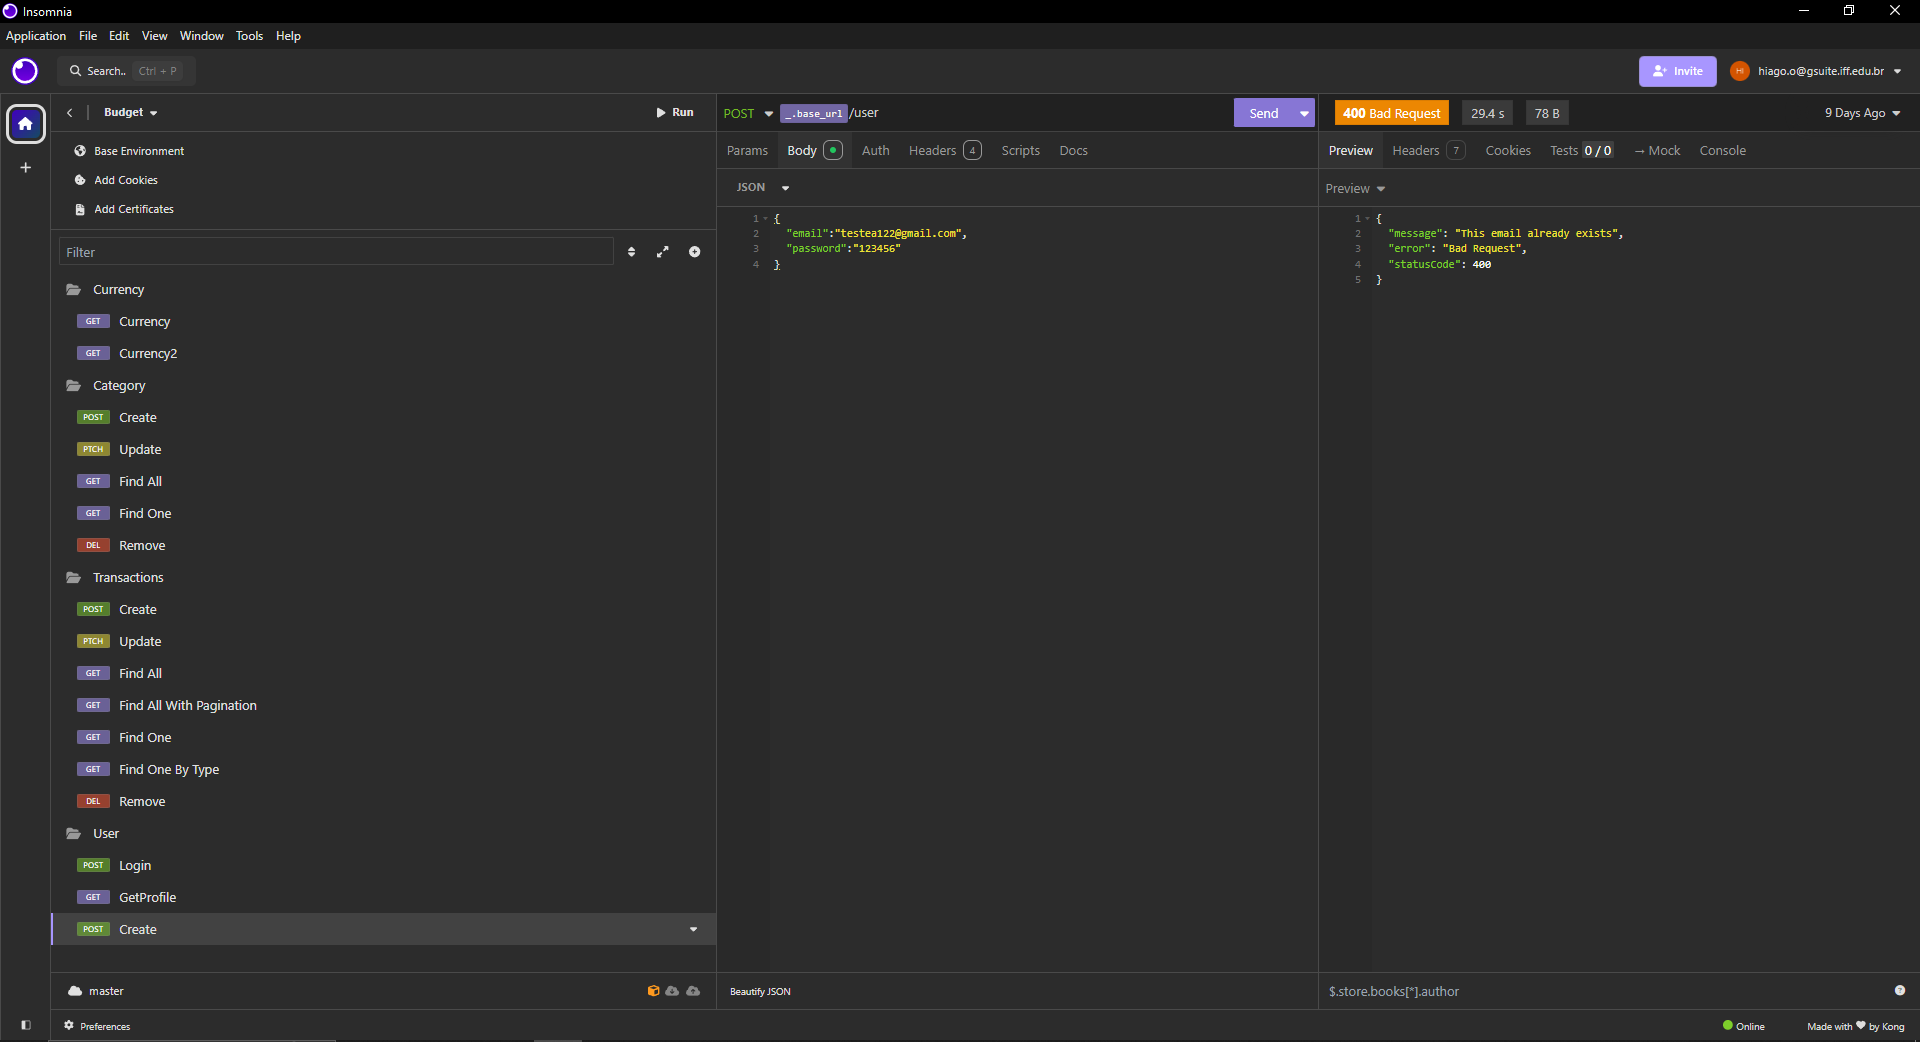 Insomnia
Application File Edit View Window Tools Help
Search.. Ctrl + P
Invite
HI hiago.o@gsuite.iff.edu.br
Budget
Run
Base Environment
Add Cookies
Add Certificates
Filter
Currency
GET Currency
GET Currency2
Category
POST Create
PTCH Update
GET Find All
GET Find One
DEL Remove
Transactions
POST Create
PTCH Update
GET Find All
GET Find All With Pagination
GET Find One
GET Find One By Type
DEL Remove
User
POST Login
GET GetProfile
POST Create
master
Preferences
POST _.base_url /user
Send
Params Body Auth Headers 4 Scripts Docs
JSON
1 {
2 "email":"testea122@gmail.com",
3 "password":"123456"
4 }
Beautify JSON
400 Bad Request 29.4 s 78 B
9 Days Ago
Preview Headers 7 Cookies Tests 0 / 0 → Mock Console
Preview
1 {
2 "message": "This email already exists",
3 "error": "Bad Request",
4 "statusCode": 400
5 }
$.store.books[*].author
?
Online
Made with ♥ by Kong